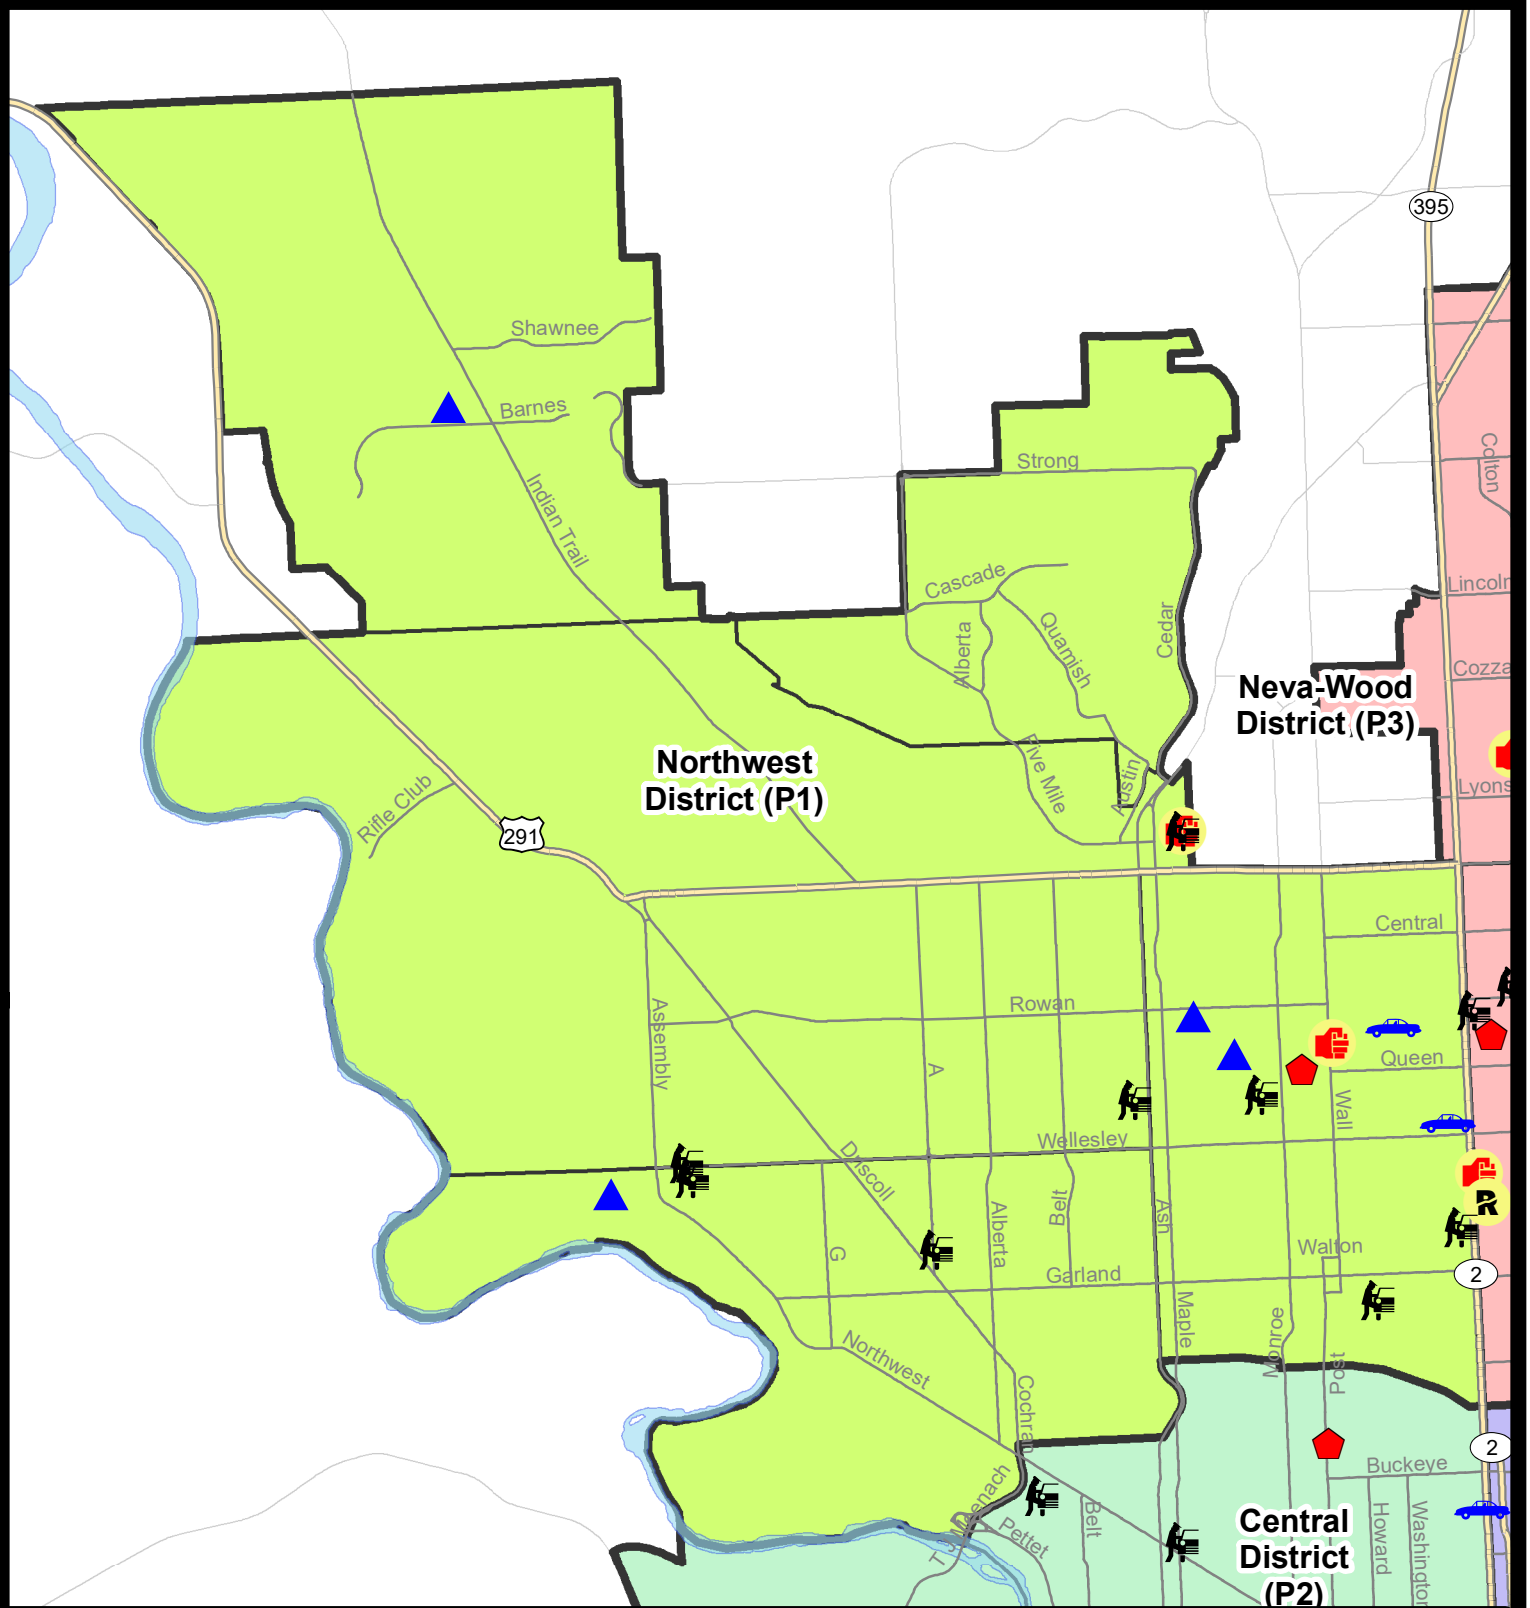 395
Shawnee
Barnes
Colton
Strong
Indian Trail
Cascade
Lincoln
Alberta
Quamish
Cedar
Cozza
Neva-Wood
District (P3)
Northwest
District (P1)
Five Mile
Austin
Lyons
Rifle Club
291
Central
Rowan
Assembly
A
Queen
Wall
Wellesley
Driscoll
Belt
Alberta
Ash
G
Walton
Garland
2
Maple
Monroe
Northwest
Post
Cochran
2
Buckeye
Pettet
Belt
Howard
Washington
Central
District
(P2)